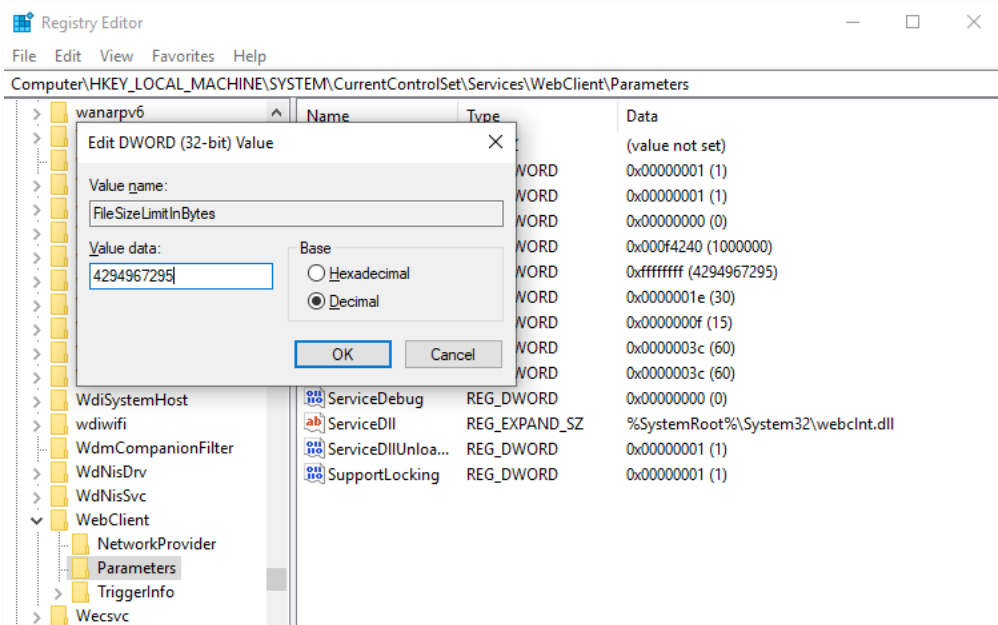 Registry Editor
File Edit View Favorites Help
Computer\HKEY_LOCAL_MACHINE\SYSTEM\CurrentControlSet\Services\WebClient\Parameters
wanarpv6
Name Type Data
Edit DWORD (32-bit) Value
Value name:
FileSizeLimitInBytes
Value data:
4294967295
Base
Hexadecimal
Decimal
OK Cancel
(value not set)
WORD 0x00000001 (1)
WORD 0x00000001 (1)
WORD 0x00000000 (0)
WORD 0x000f4240 (1000000)
WORD 0xffffffff (4294967295)
WORD 0x0000001e (30)
WORD 0x0000000f (15)
WORD 0x0000003c (60)
WORD 0x0000003c (60)
ServiceDebug REG_DWORD 0x00000000 (0)
ServiceDll REG_EXPAND_SZ %SystemRoot%\System32\webclnt.dll
ServiceDllUnloa... REG_DWORD 0x00000001 (1)
SupportLocking REG_DWORD 0x00000001 (1)
WdiSystemHost
wdiwifi
WdmCompanionFilter
WdNisDrv
WdNisSvc
WebClient
NetworkProvider
Parameters
TriggerInfo
Wecsvc